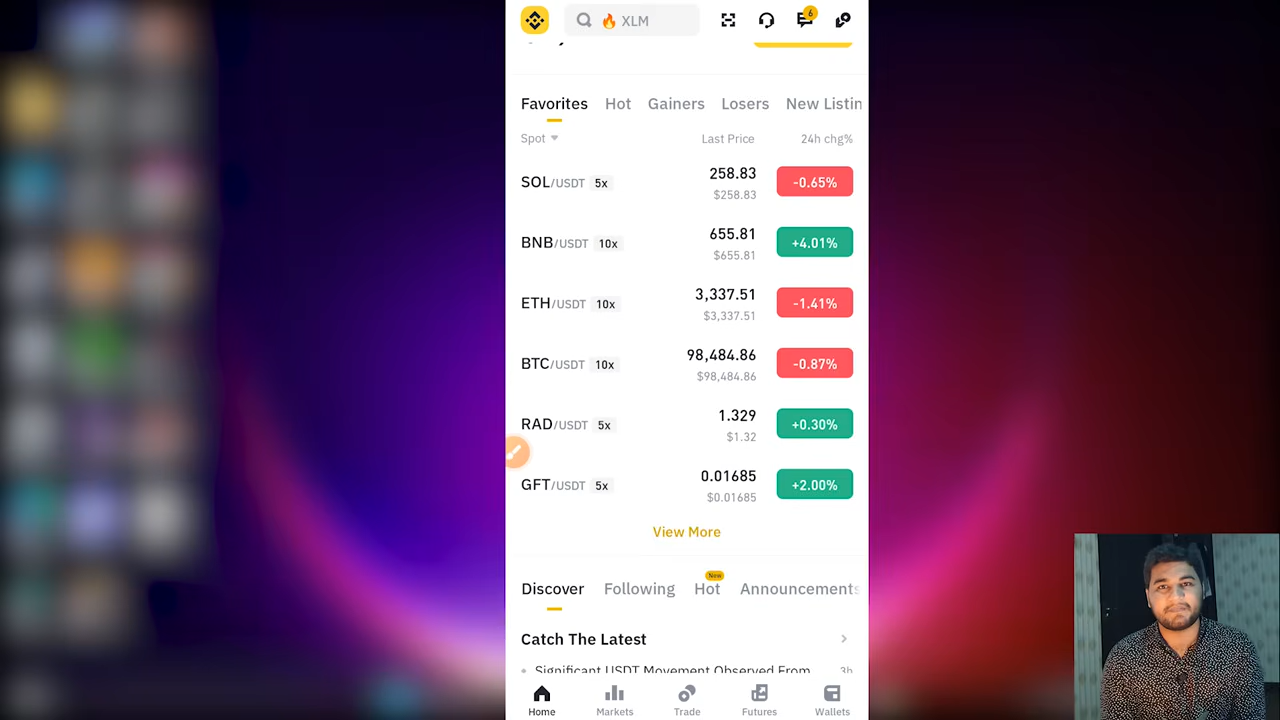 XLM
6
Favorites Hot Gainers Losers New Listin
Spot Last Price 24h chg%
SOL/USDT 5x 258.83 -0.65%
$258.83
BNB/USDT 10x 655.81 +4.01%
$655.81
ETH/USDT 10x 3,337.51 -1.41%
$3,337.51
BTC/USDT 10x 98,484.86 -0.87%
$98,484.86
RAD/USDT 5x 1.329 +0.30%
$1.32
GFT/USDT 5x 0.01685 +2.00%
$0.01685
View More
New
Discover Following Hot Announcements
Catch The Latest
Significant USDT Movement Observed From 3h
Home Markets Trade Futures Wallets